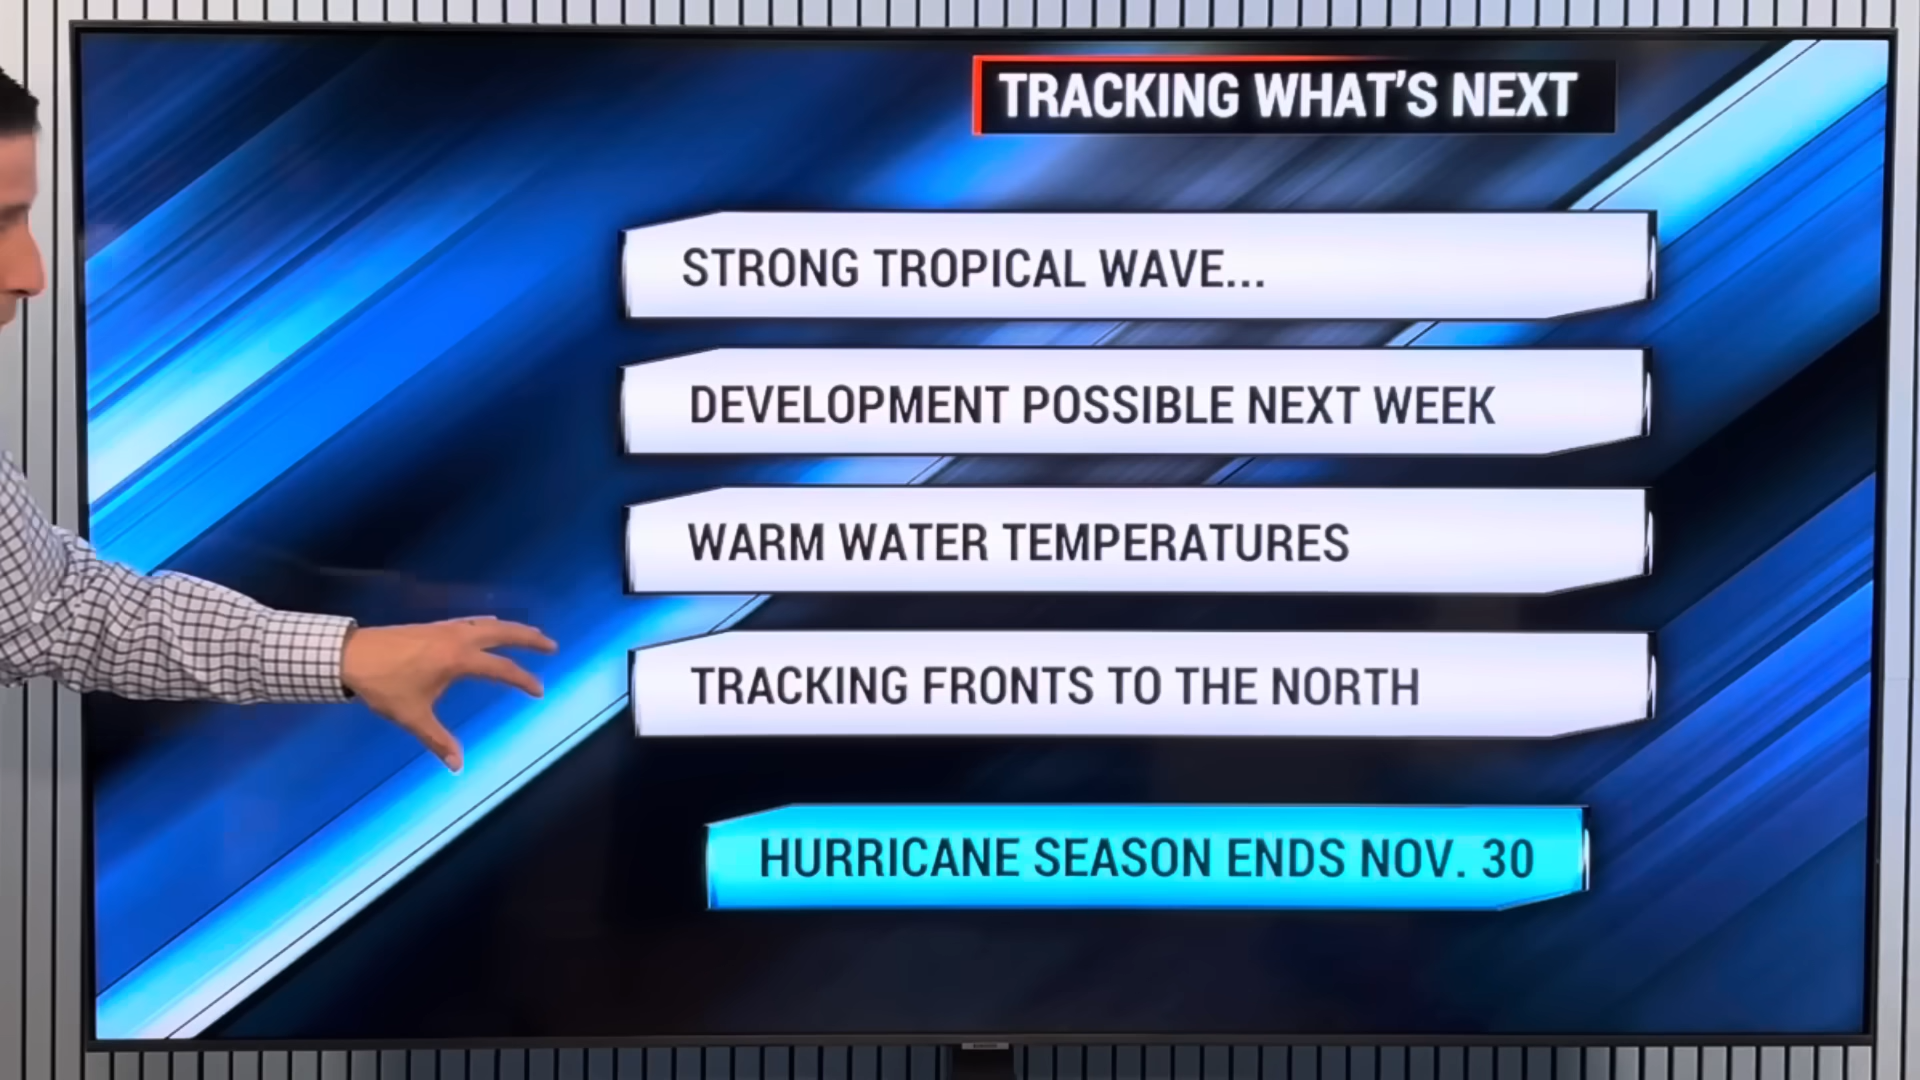 TRACKING WHAT'S NEXT
STRONG TROPICAL WAVE...
DEVELOPMENT POSSIBLE NEXT WEEK
WARM WATER TEMPERATURES
TRACKING FRONTS TO THE NORTH
HURRICANE SEASON ENDS NOV. 30